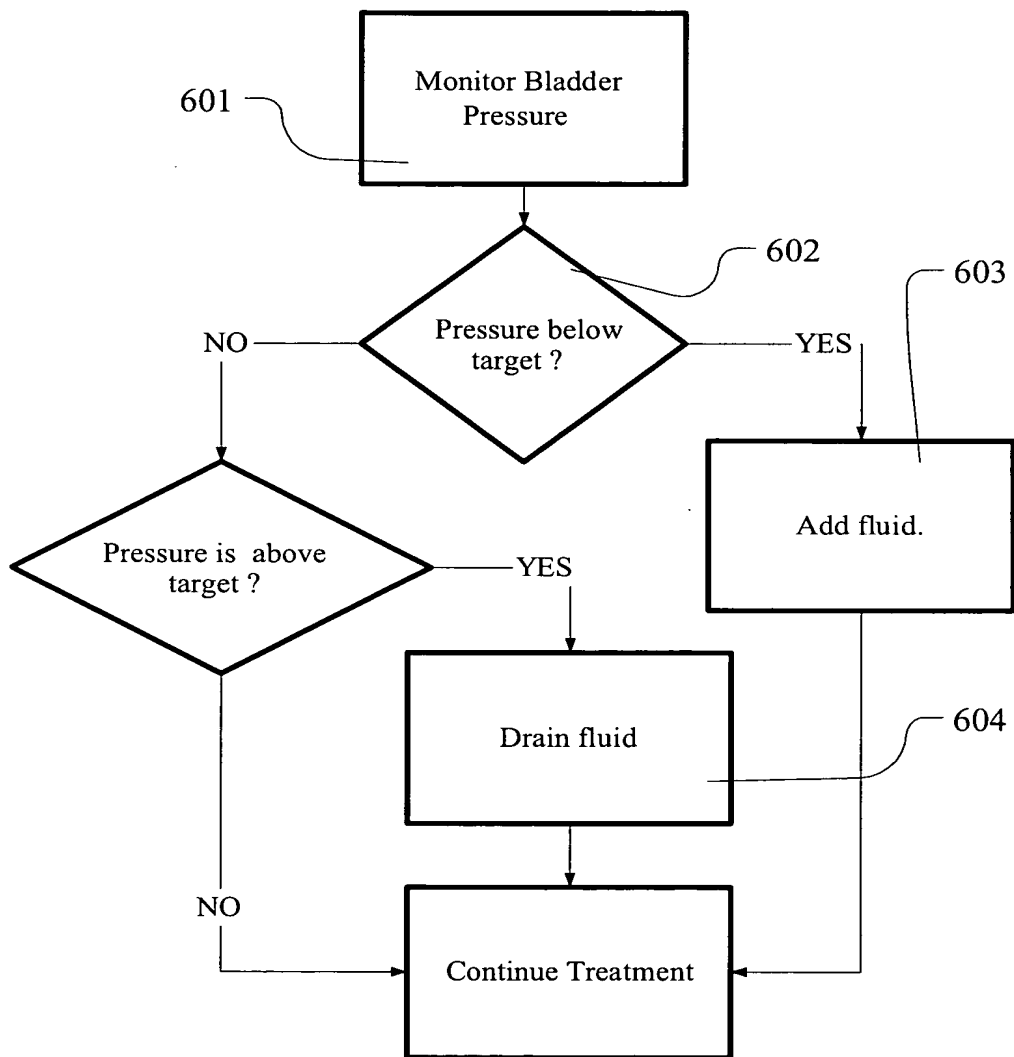 Monitor Bladder
Pressure
601
602
603
Pressure below
target ?
NO
YES
Add fluid.
Pressure is above
target ?
YES
604
Drain fluid
NO
Continue Treatment